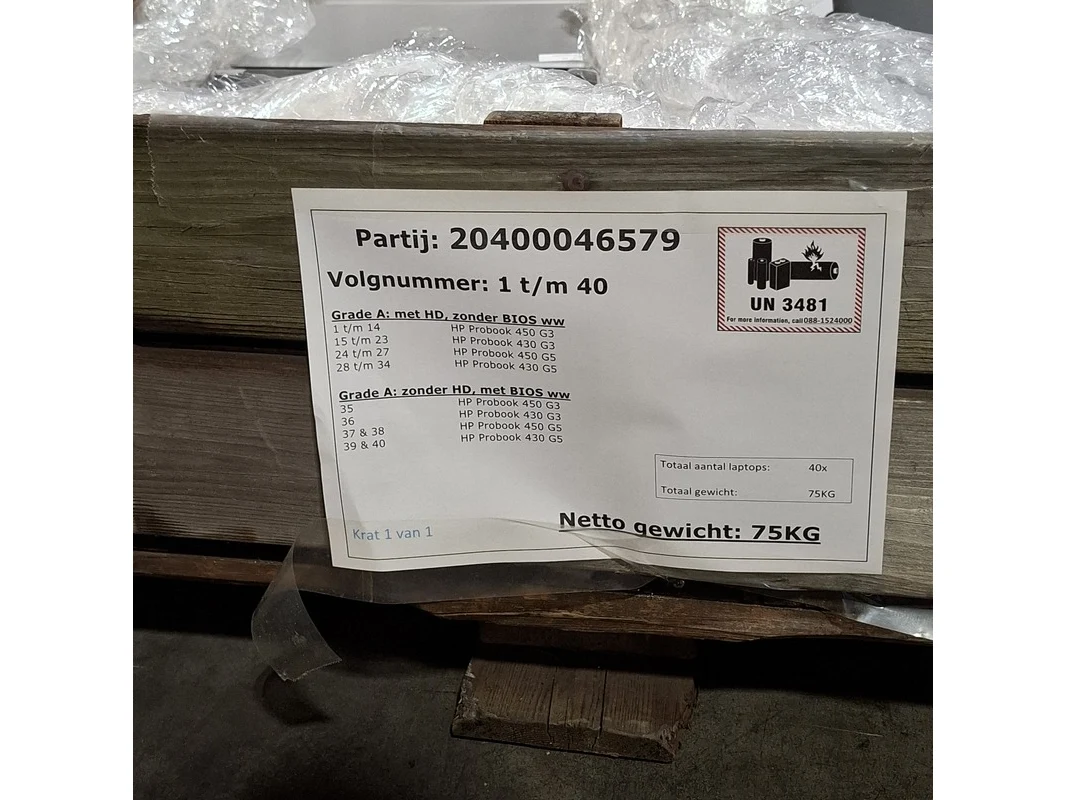 Partij: 20400046579
Volgnummer: 1 t/m 40
UN 3481
For more information, call 088-1524000
Grade A: met HD, zonder BIOS ww
1 t/m 14 HP Probook 450 G3
15 t/m 23 HP Probook 430 G3
24 t/m 27 HP Probook 450 G5
28 t/m 34 HP Probook 430 G5
Grade A: zonder HD, met BIOS ww
35 HP Probook 450 G3
36 HP Probook 430 G3
37 & 38 HP Probook 450 G5
39 & 40 HP Probook 430 G5
Totaal aantal laptops: 40x
Totaal gewicht: 75KG
Netto gewicht: 75KG
Krat 1 van 1